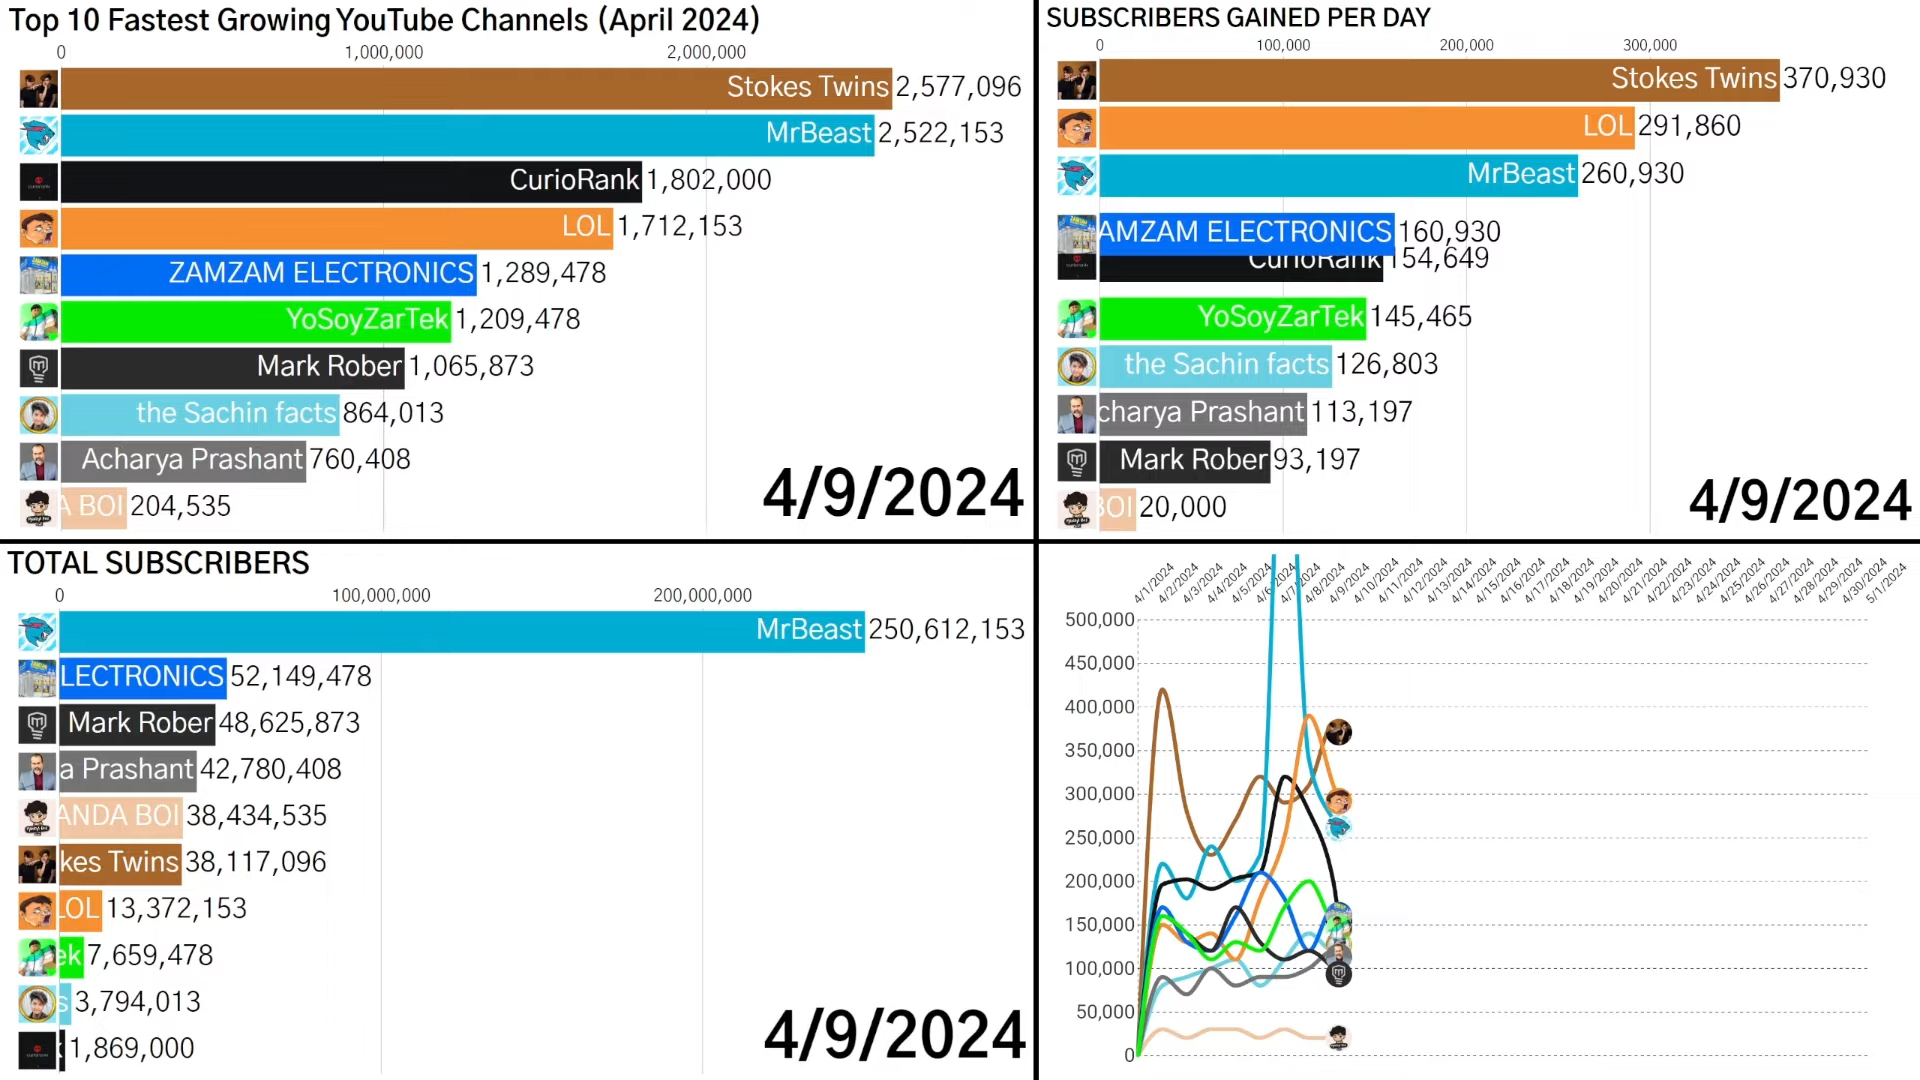 Top 10 Fastest Growing YouTube Channels (April 2024)
0 1,000,000 2,000,000
Stokes Twins 2,577,096
MrBeast 2,522,153
CurioRank 1,802,000
LOL 1,712,153
ZAMZAM ELECTRONICS 1,289,478
YoSoyZarTek 1,209,478
Mark Rober 1,065,873
the Sachin facts 864,013
Acharya Prashant 760,408
A BOI 204,535
4/9/2024
SUBSCRIBERS GAINED PER DAY
0 100,000 200,000 300,000
Stokes Twins 370,930
LOL 291,860
MrBeast 260,930
AMZAM ELECTRONICS 160,930
CurioRank 154,649
YoSoyZarTek 145,465
the Sachin facts 126,803
charya Prashant 113,197
Mark Rober 93,197
BOI 20,000
4/9/2024
TOTAL SUBSCRIBERS
0 100,000,000 200,000,000
MrBeast 250,612,153
LECTRONICS 52,149,478
Mark Rober 48,625,873
a Prashant 42,780,408
ANDA BOI 38,434,535
kes Twins 38,117,096
LOL 13,372,153
ek 7,659,478
s 3,794,013
k 1,869,000
4/9/2024
4/1/2024 4/2/2024 4/3/2024 4/4/2024 4/5/2024 4/6/2024 4/7/2024 4/8/2024 4/9/2024 4/10/2024 4/11/2024 4/12/2024 4/13/2024 4/14/2024 4/15/2024 4/16/2024 4/17/2024 4/18/2024 4/19/2024 4/20/2024 4/21/2024 4/22/2024 4/23/2024 4/24/2024 4/25/2024 4/26/2024 4/27/2024 4/28/2024 4/29/2024 4/30/2024 5/1/2024
500,000
450,000
400,000
350,000
300,000
250,000
200,000
150,000
100,000
50,000
0